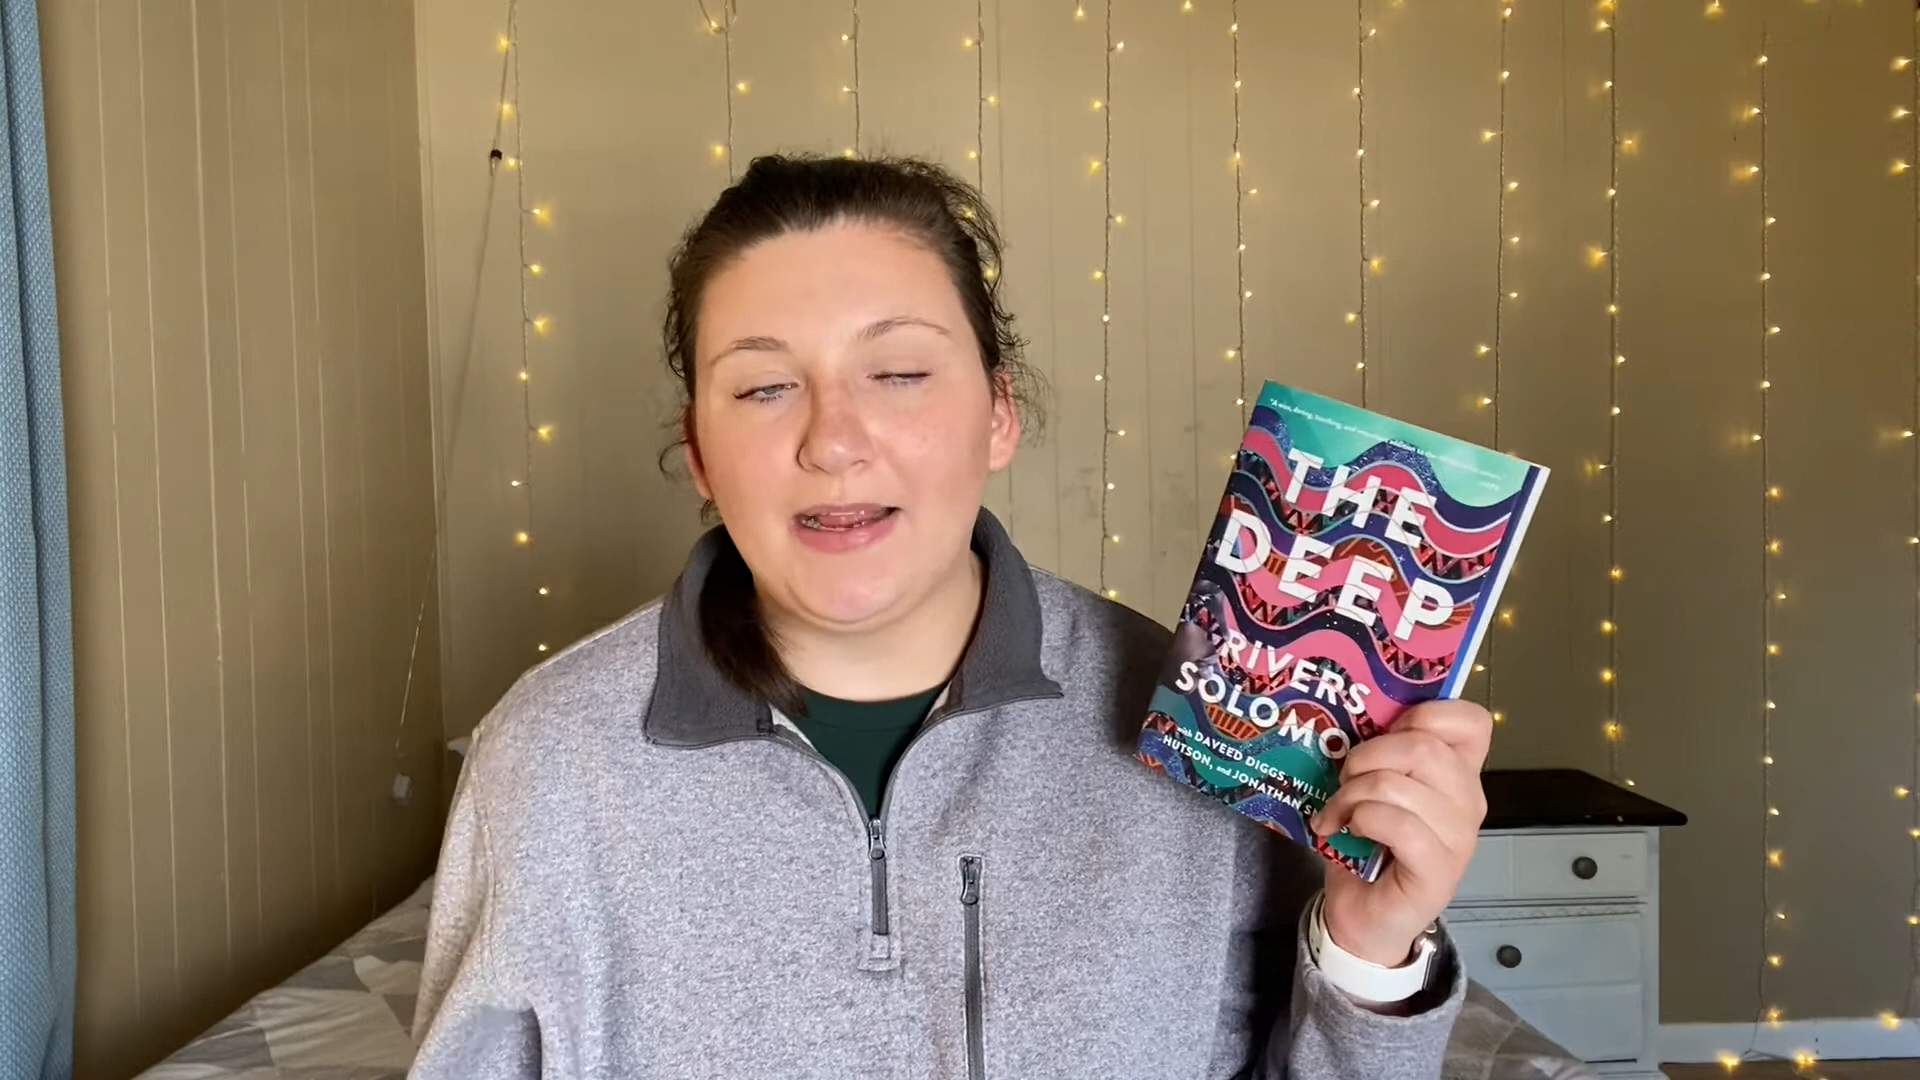 THE
DEEP
RIVERS
SOLOMO
with DAVEED DIGGS, WILLI
HUTSON, and JONATHAN S